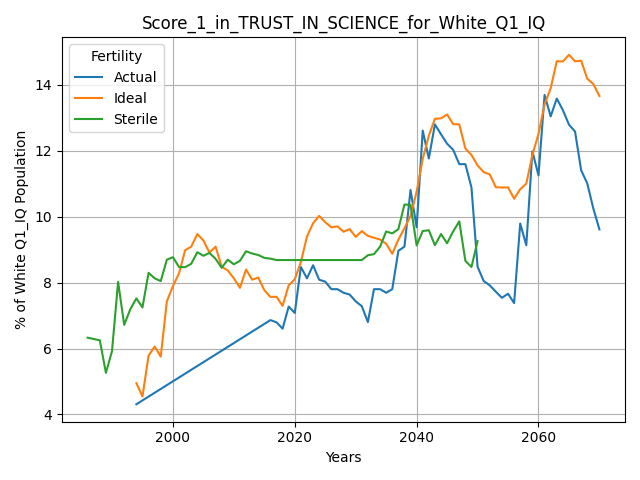 Score_1_in_TRUST_IN_SCIENCE_for_White_Q1_IQ
Fertility
Actual
Ideal
Sterile
% of White Q1_IQ Population
14
12
10
8
6
4
2000
2020
2040
2060
Years